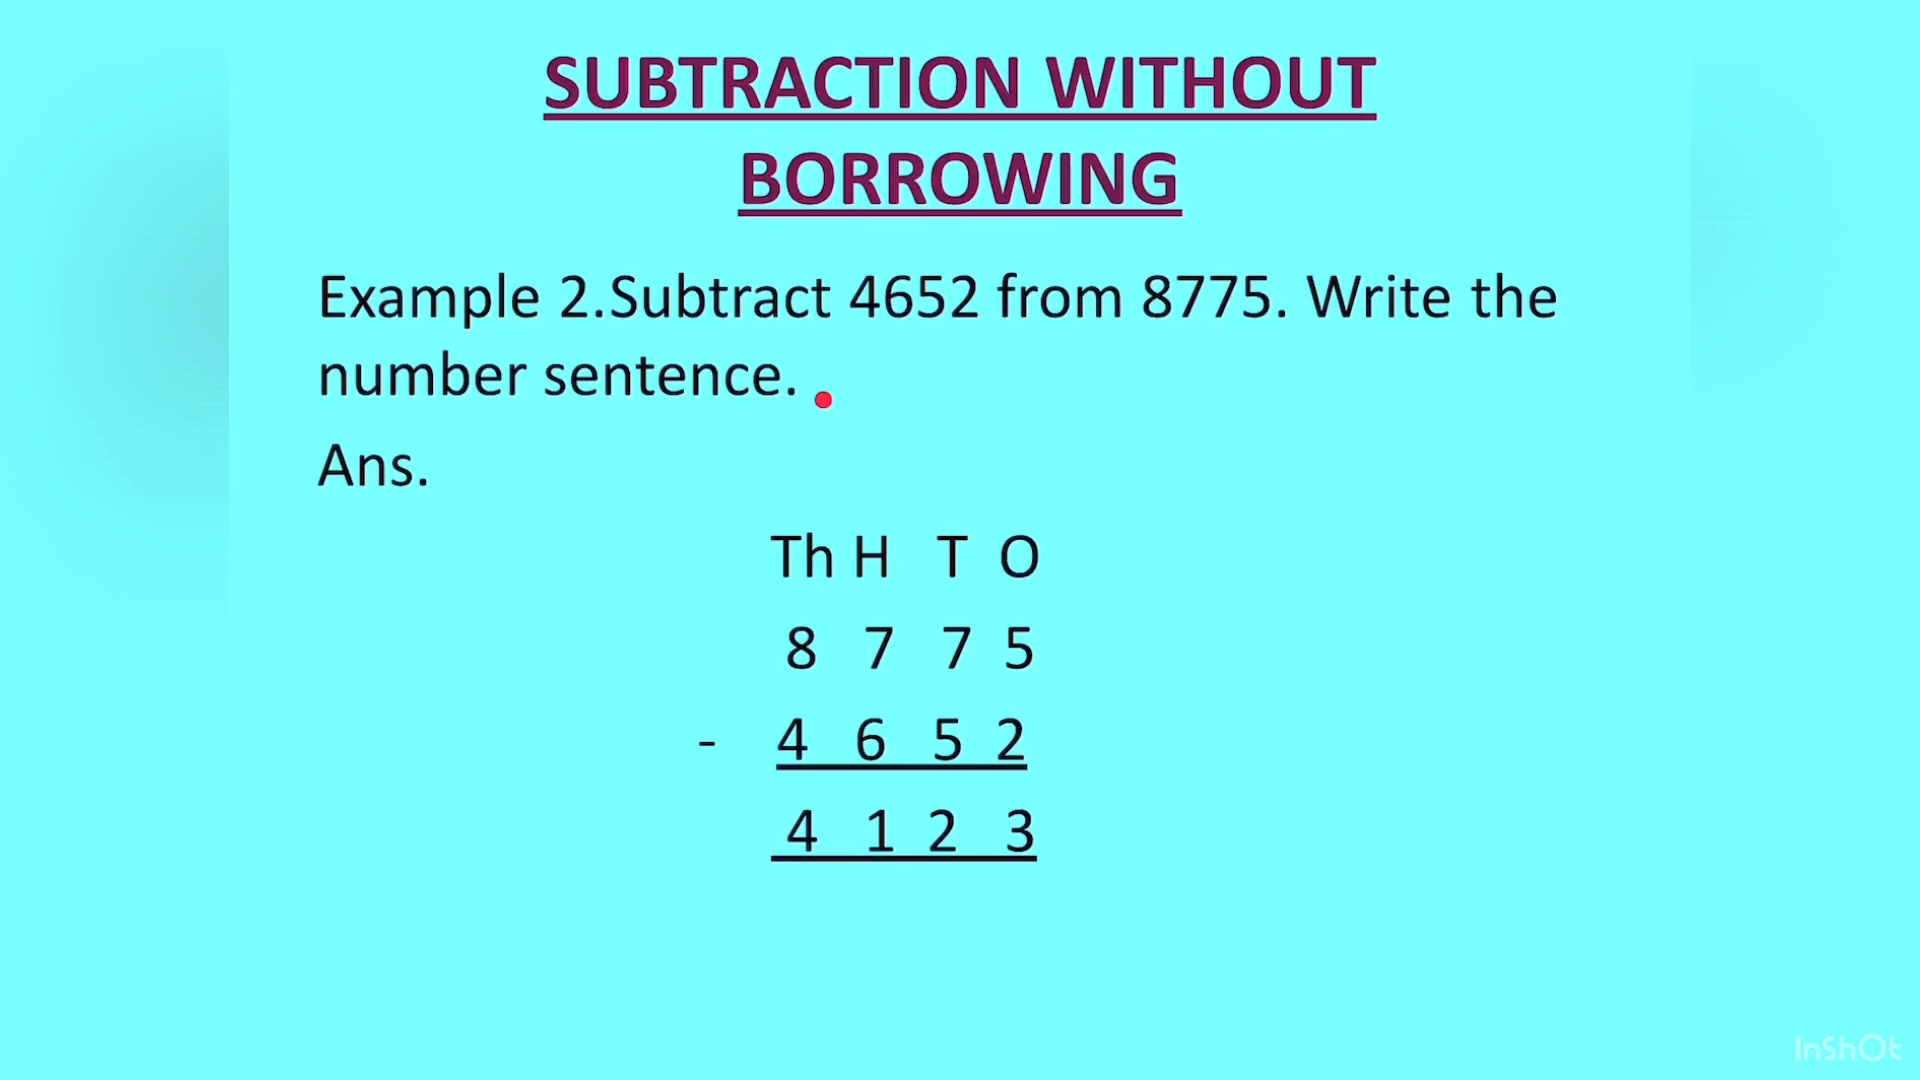 SUBTRACTION WITHOUT
BORROWING
Example 2.Subtract 4652 from 8775. Write the
number sentence.
Ans.
Th H T O
8 7 7 5
- 4 6 5 2
4 1 2 3
InShOt